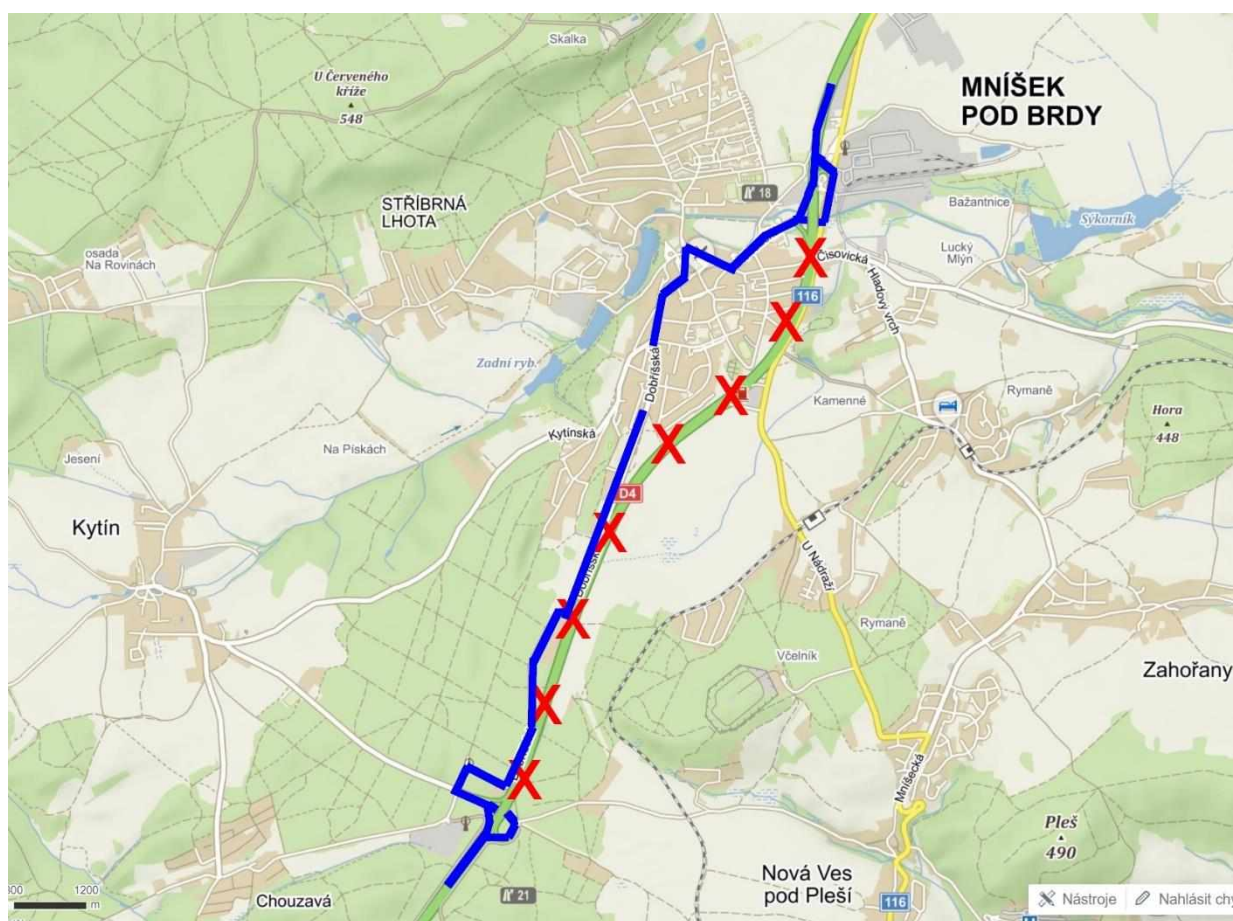 Skalka
U Červeného
kříže
548
MNÍŠEK
POD BRDY
18
STŘÍBRNÁ
LHOTA
Bažantnice
Sýkorník
osada
Na Rovinách
Lucký
Mlýn
Čisovická
Hladový vrch
116
Zadní ryb.
Dobříšská
Rymaně
Kamenné
Hora
448
Kytínská
Na Pískách
Jesení
D4
Kytín
U Nádraží
Rymaně
Včelník
Zahořany
Mníšecká
Pleš
490
Nová Ves
pod Pleší
Chouzavá
21
116
1200
m
Nástroje
Nahlásit